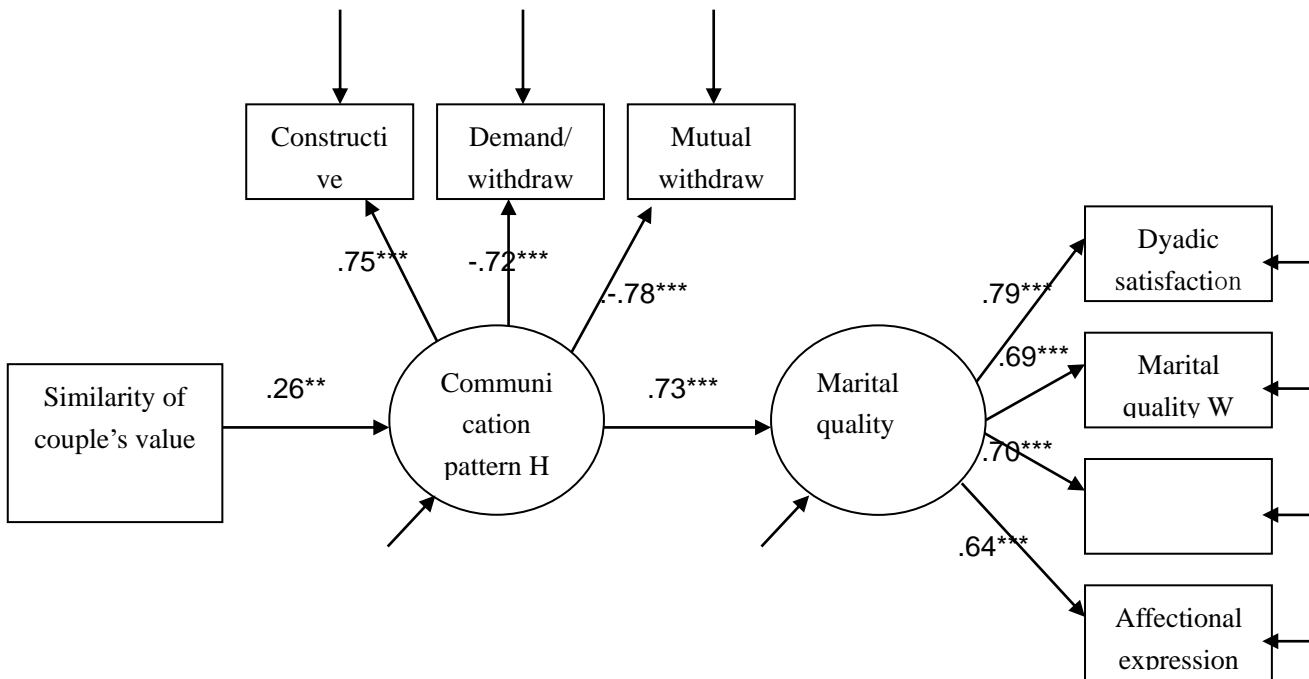 Constructi
ve
Demand/
withdraw
Mutual
withdraw
.75***
-.72***
.-.78***
Dyadic
satisfaction
.79***
.69***
Similarity of
couple’s value
.26**
Communi
cation
pattern H
.73***
Marital
quality
Marital
quality W
.70***
.64***
Affectional
expression